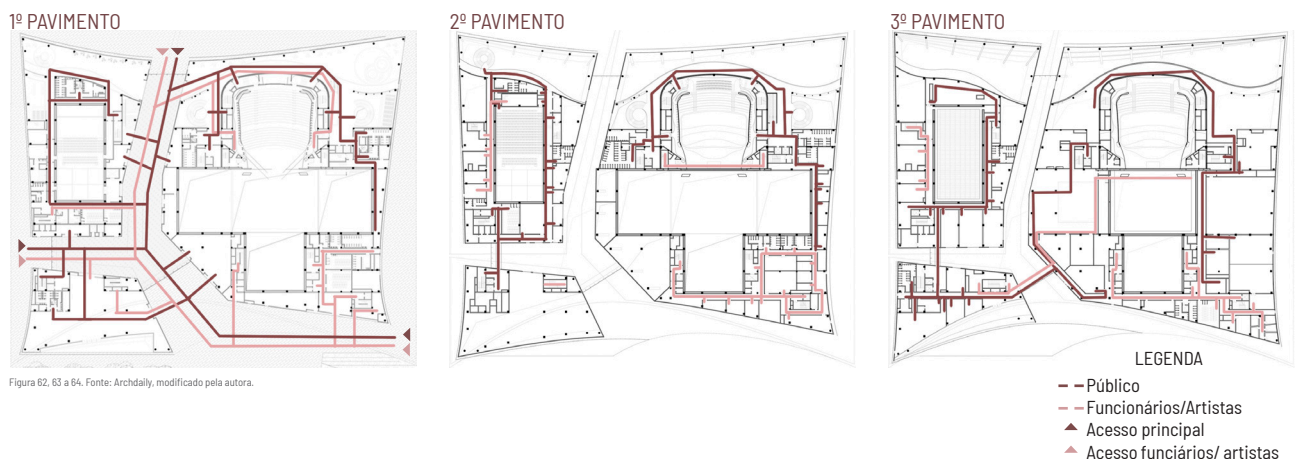 1º PAVIMENTO
2º PAVIMENTO
3º PAVIMENTO
Figura 62, 63 a 64. Fonte: Archdaily, modificado pela autora.
LEGENDA
Público
Funcionários/Artistas
Acesso principal
Acesso funciários/ artistas